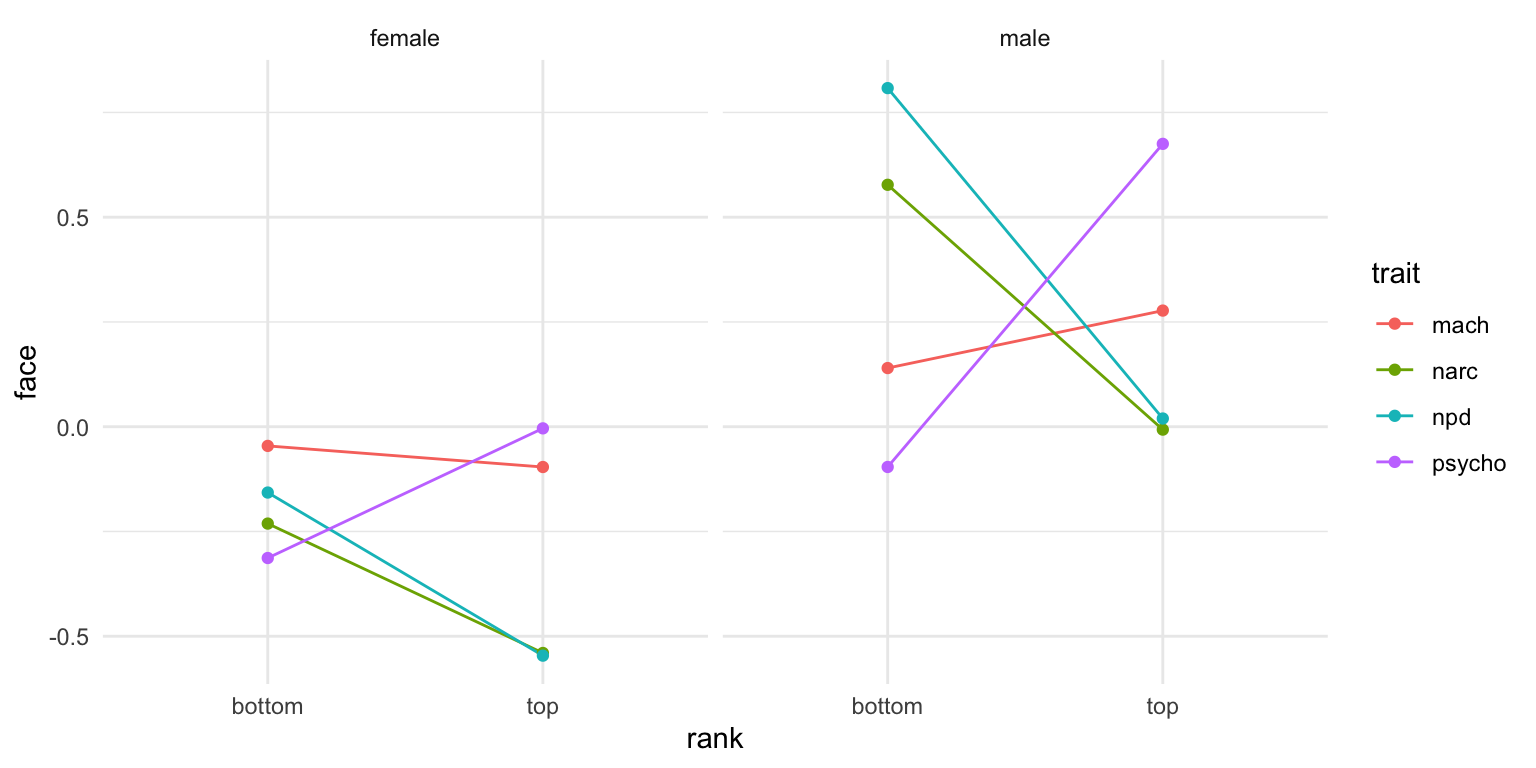 female
male
0.5
0.0
-0.5
face
bottom
top
bottom
top
rank
trait
mach
narc
npd
psycho